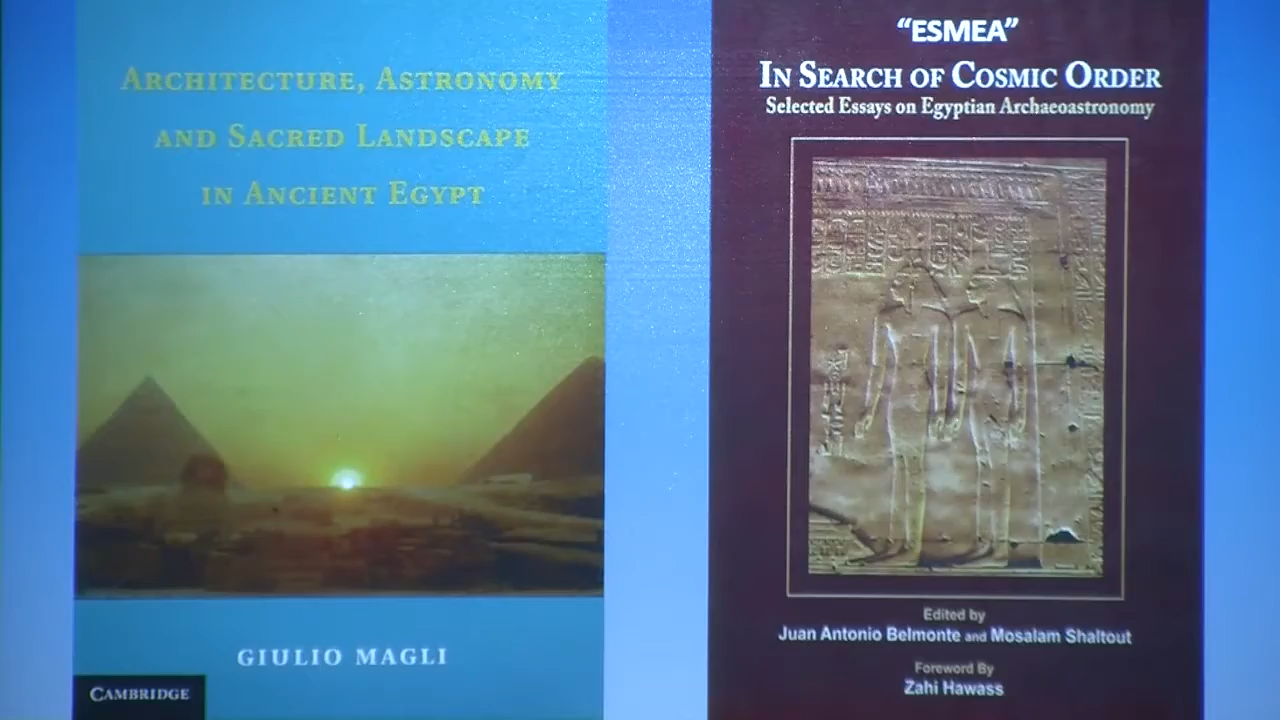 ARCHITECTURE, ASTRONOMY
AND SACRED LANDSCAPE
IN ANCIENT EGYPT
GIULIO MAGLI
CAMBRIDGE
“ESMEA”
IN SEARCH OF COSMIC ORDER
Selected Essays on Egyptian Archaeoastronomy
Edited by
Juan Antonio Belmonte and Mosalam Shaltout
Foreword By
Zahi Hawass